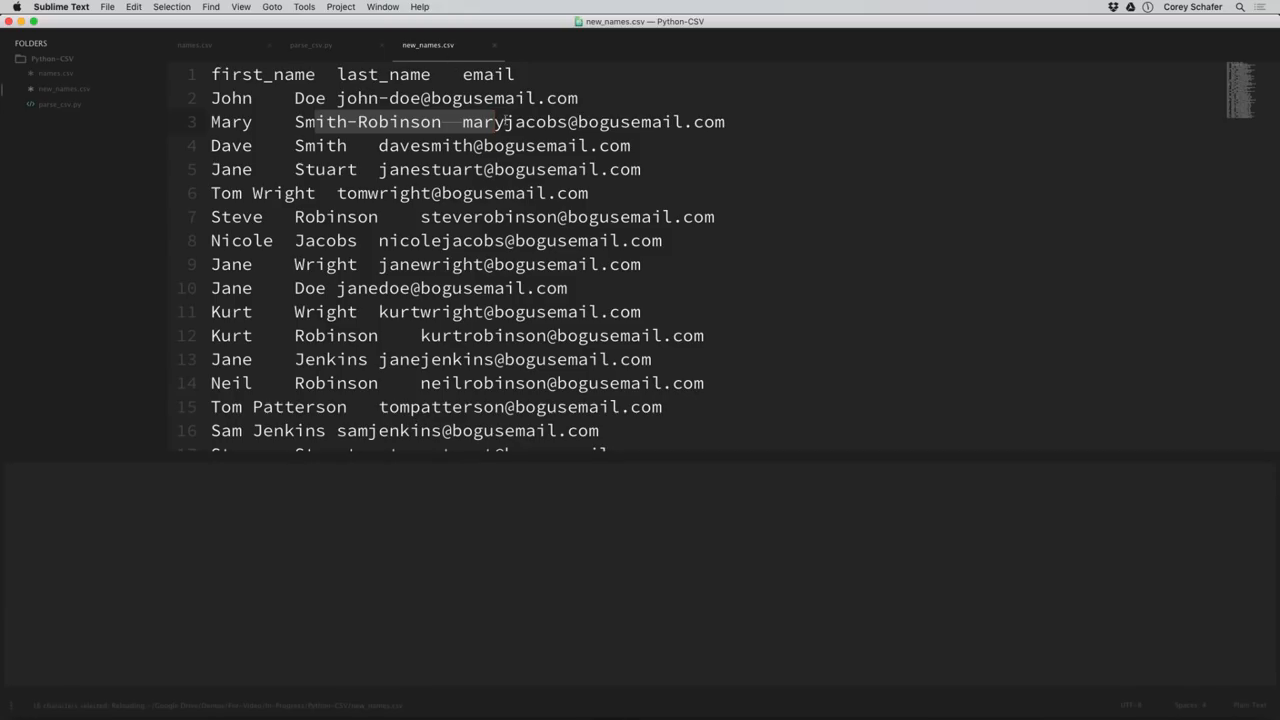 Sublime Text File Edit Selection Find View Goto Tools Project Window Help Corey Schafer
new_names.csv — Python-CSV
FOLDERS
Python-CSV
names.csv
new_names.csv
parse_csv.py
names.csv parse_csv.py new_names.csv
1 first_name last_name email
2 John Doe john-doe@bogusemail.com
3 Mary Smith-Robinson maryjacobs@bogusemail.com
4 Dave Smith davesmith@bogusemail.com
5 Jane Stuart janestuart@bogusemail.com
6 Tom Wright tomwright@bogusemail.com
7 Steve Robinson steverobinson@bogusemail.com
8 Nicole Jacobs nicolejacobs@bogusemail.com
9 Jane Wright janewright@bogusemail.com
10 Jane Doe janedoe@bogusemail.com
11 Kurt Wright kurtwright@bogusemail.com
12 Kurt Robinson kurtrobinson@bogusemail.com
13 Jane Jenkins janejenkins@bogusemail.com
14 Neil Robinson neilrobinson@bogusemail.com
15 Tom Patterson tompatterson@bogusemail.com
16 Sam Jenkins samjenkins@bogusemail.com
UTF-8 Spaces: 4 Plain Text